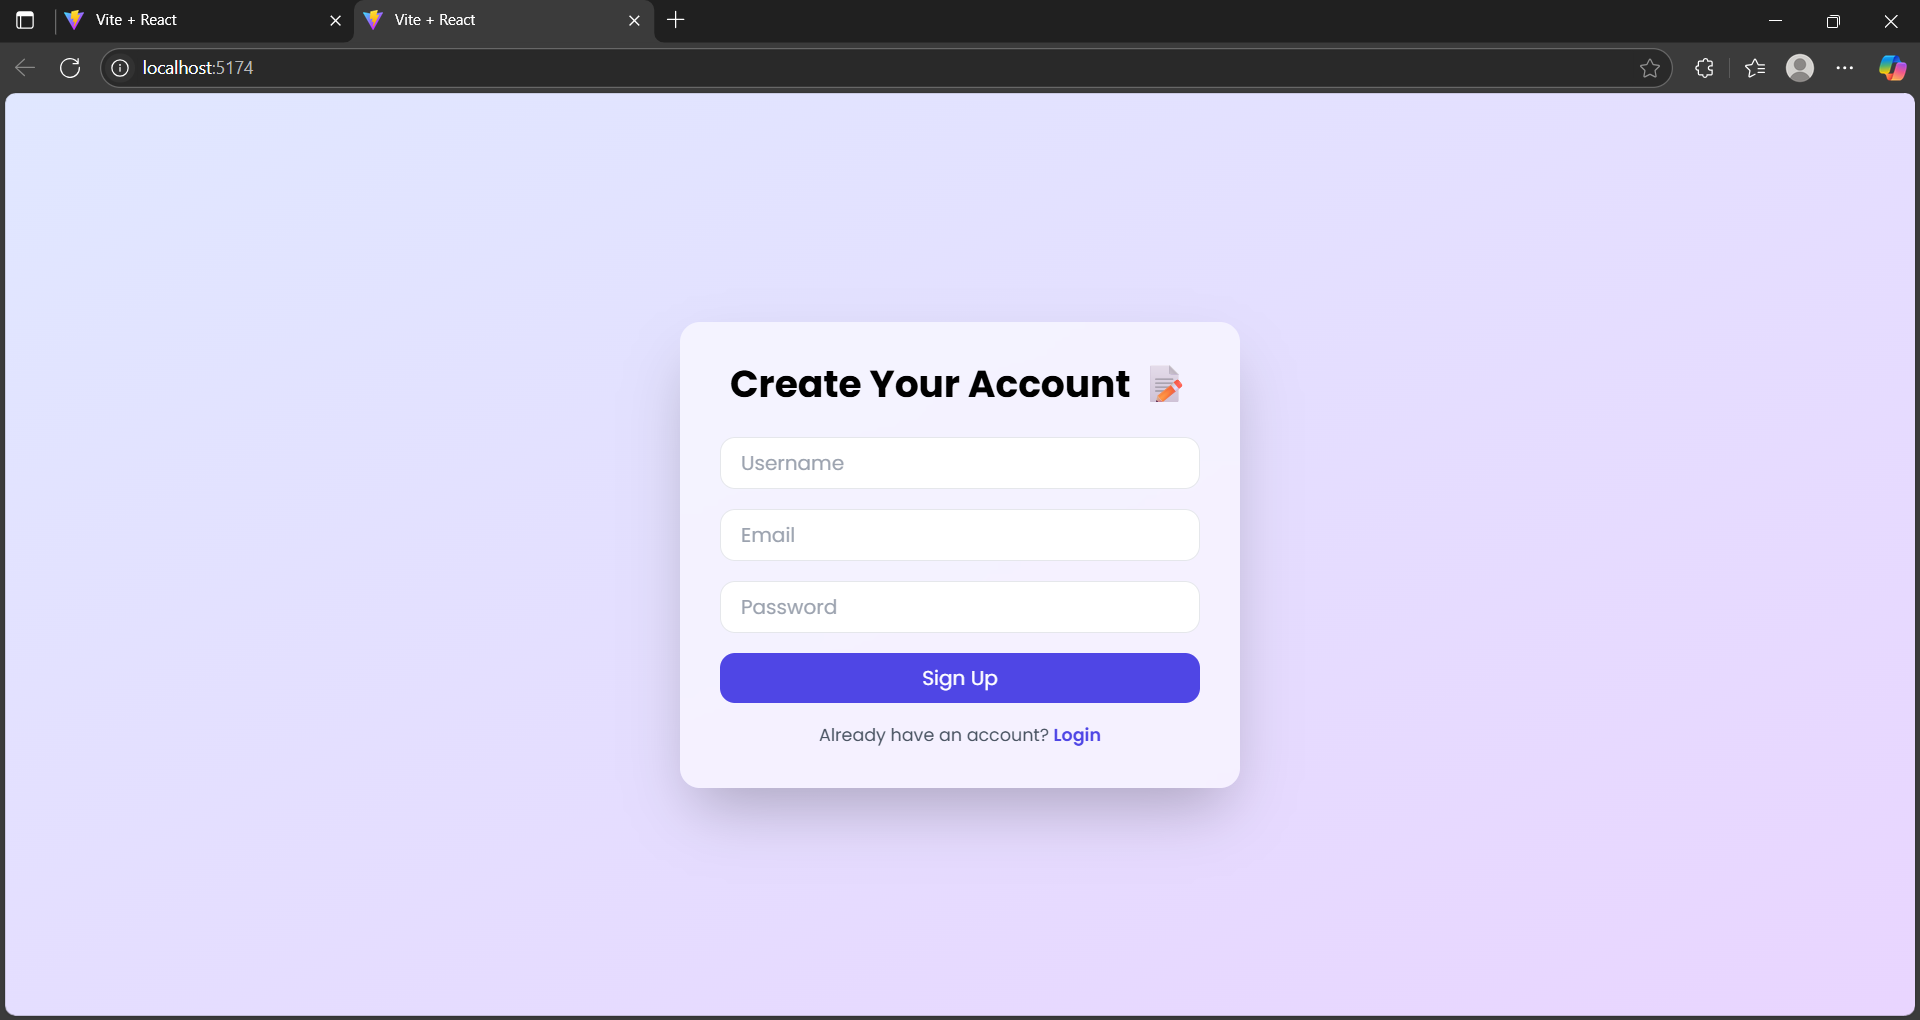 Vite + React
Vite + React
localhost:5174
Create Your Account 📝
Username
Email
Password
Sign Up
Already have an account? Login